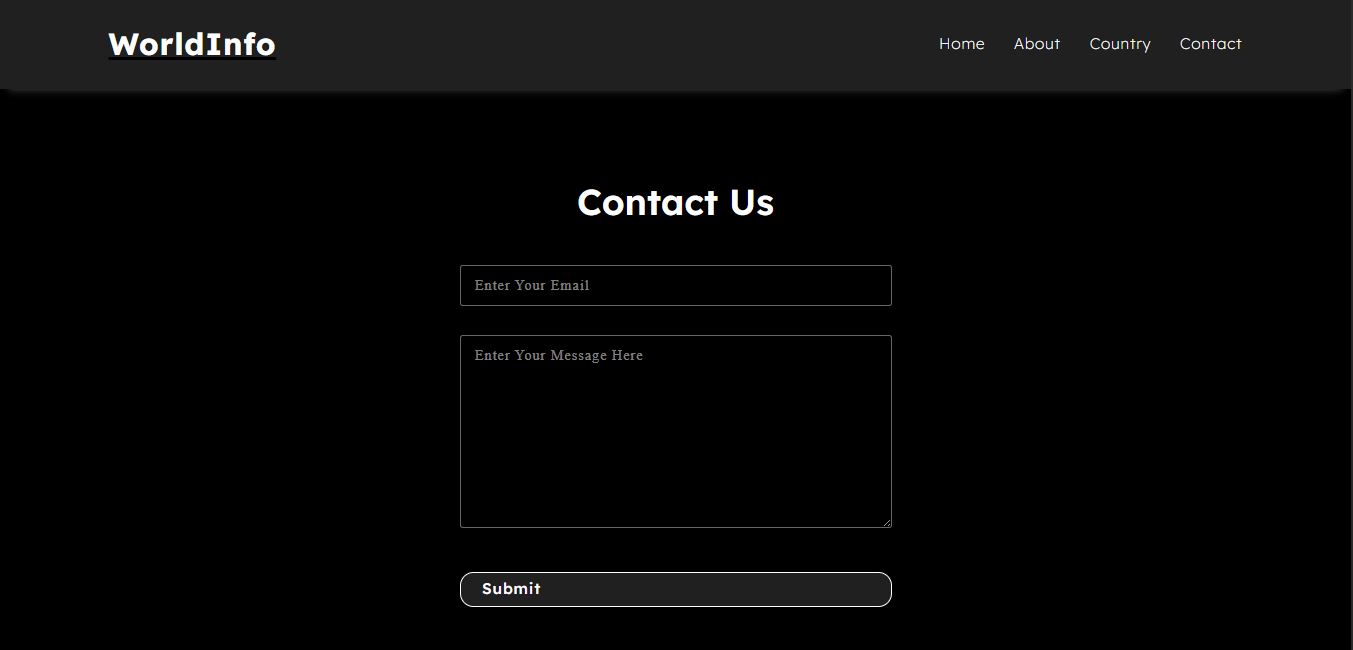 WorldInfo
Home About Country Contact
Contact Us
Enter Your Email
Enter Your Message Here
Submit